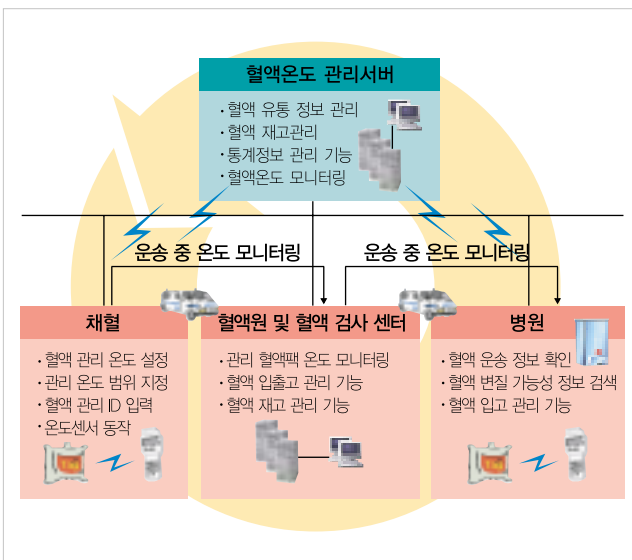 혈액온도 관리서버
· 혈액 유통 정보 관리
· 혈액 재고관리
· 통계정보 관리 기능
· 혈액온도 모니터링
운송 중 온도 모니터링
운송 중 온도 모니터링
채혈
· 혈액 관리 온도 설정
· 관리 온도 범위 지정
· 혈액 관리 ID 입력
· 온도센서 동작
혈액원 및 혈액 검사 센터
· 관리 혈액팩 온도 모니터링
· 혈액 입출고 관리 기능
· 혈액 재고 관리 기능
병원
· 혈액 운송 정보 확인
· 혈액 변질 가능성 정보 검색
· 혈액 입고 관리 기능